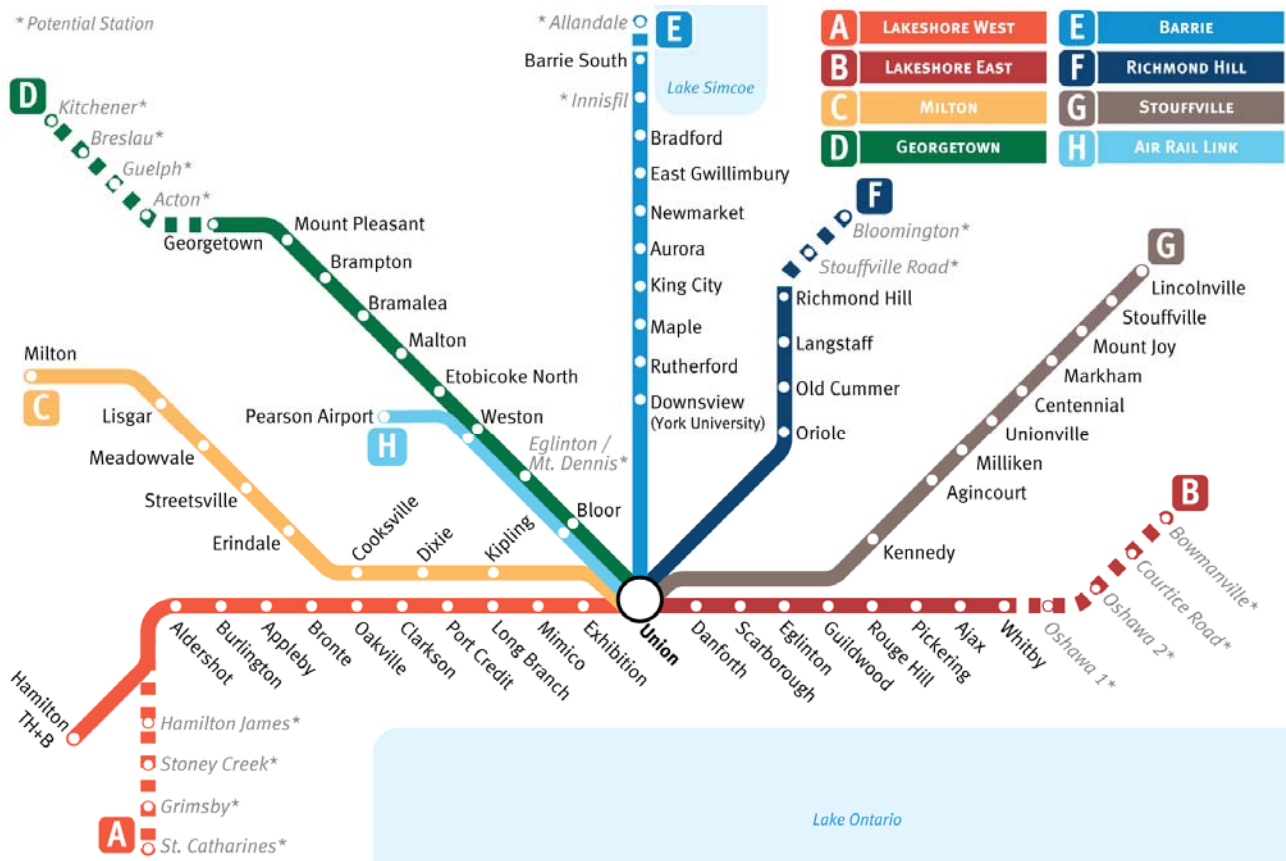 * Potential Station
* Allandale
E
Barrie South
* Innisfil
Lake Simcoe
Bradford
East Gwillimbury
Newmarket
Aurora
King City
Maple
Rutherford
Downsview
(York University)
A LAKESHORE WEST
B LAKESHORE EAST
C MILTON
D GEORGETOWN
E BARRIE
F RICHMOND HILL
G STOUFFVILLE
H AIR RAIL LINK
D
Kitchener*
Breslau*
Guelph*
Acton*
Georgetown
Mount Pleasant
Brampton
Bramalea
Malton
Etobicoke North
Weston
Eglinton /
Mt. Dennis*
Bloor
F
Bloomington*
Stouffville Road*
Richmond Hill
Langstaff
Old Cummer
Oriole
G
Lincolnville
Stouffville
Mount Joy
Markham
Centennial
Unionville
Milliken
Agincourt
Kennedy
Milton
C
Lisgar
Meadowvale
Streetsville
Erindale
Cooksville
Dixie
Kipling
Pearson Airport
H
B
Bowmanville*
Courtice Road*
Oshawa 2*
Oshawa 1*
Whitby
Ajax
Pickering
Rouge Hill
Guildwood
Eglinton
Scarborough
Danforth
Union
Exhibition
Mimico
Long Branch
Port Credit
Clarkson
Oakville
Bronte
Appleby
Burlington
Aldershot
Hamilton
TH+B
Hamilton James*
Stoney Creek*
Grimsby*
A
St. Catharines*
Lake Ontario